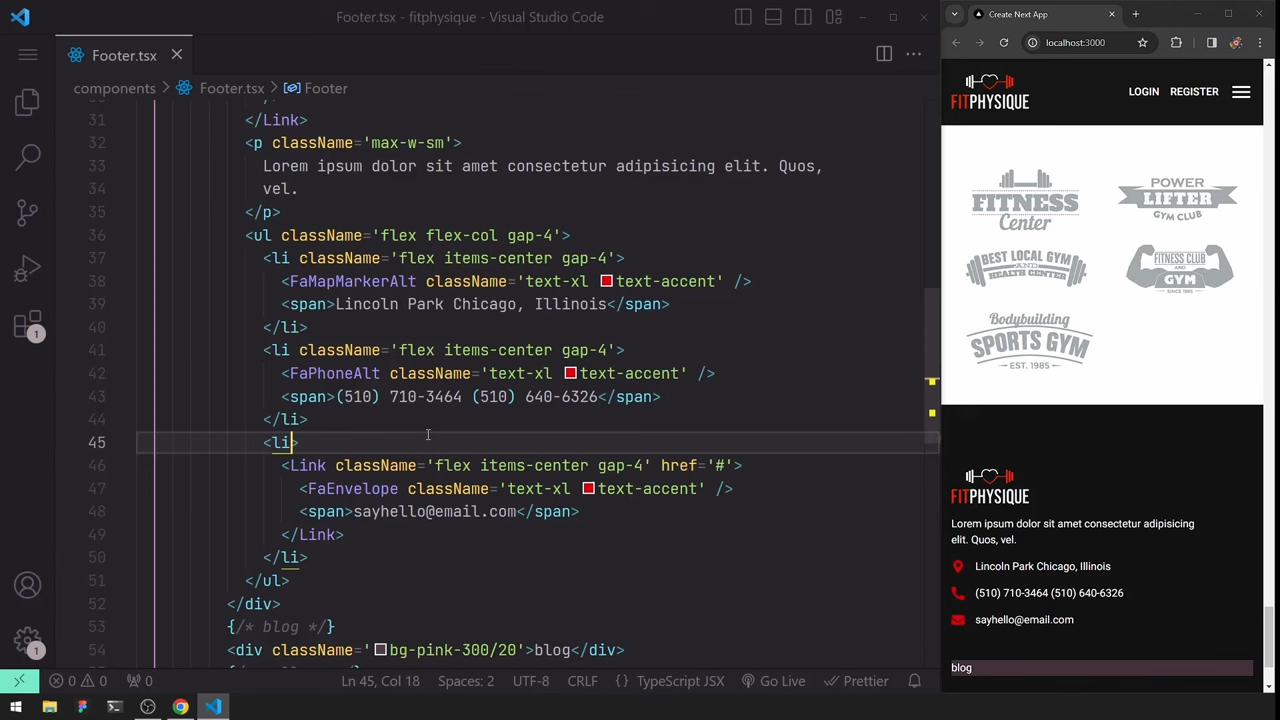 Footer.tsx - fitphysique - Visual Studio Code
Footer.tsx
components > Footer.tsx > Footer
31 </Link>
32 <p className='max-w-sm'>
33 Lorem ipsum dolor sit amet consectetur adipisicing elit. Quos,
34 vel.
35 </p>
36 <ul className='flex flex-col gap-4'>
37 <li className='flex items-center gap-4'>
38 <FaMapMarkerAlt className='text-xl text-accent' />
39 <span>Lincoln Park Chicago, Illinois</span>
40 </li>
41 <li className='flex items-center gap-4'>
42 <FaPhoneAlt className='text-xl text-accent' />
43 <span>(510) 710-3464 (510) 640-6326</span>
44 </li>
45 <li>
46 <Link className='flex items-center gap-4' href='#'>
47 <FaEnvelope className='text-xl text-accent' />
48 <span>sayhello@email.com</span>
49 </Link>
50 </li>
51 </ul>
52 </div>
53 {/* blog */}
54 <div className='bg-pink-300/20'>blog</div>
1
1
0 0 0
Ln 45, Col 18
Spaces: 2
UTF-8
CRLF
{} TypeScript JSX
Go Live
Prettier
Create Next App
localhost:3000
FITPHYSIQUE
LOGIN REGISTER
FITNESS
Center
POWER
LIFTER
GYM CLUB
BEST LOCAL GYM
AND
HEALTH CENTER
FITNESS CLUB
AND
GYM
SINCE 1985
Bodybuilding
SPORTS GYM
EST. 1985
FITPHYSIQUE
Lorem ipsum dolor sit amet consectetur adipisicing
elit. Quos, vel.
Lincoln Park Chicago, Illinois
(510) 710-3464 (510) 640-6326
sayhello@email.com
blog